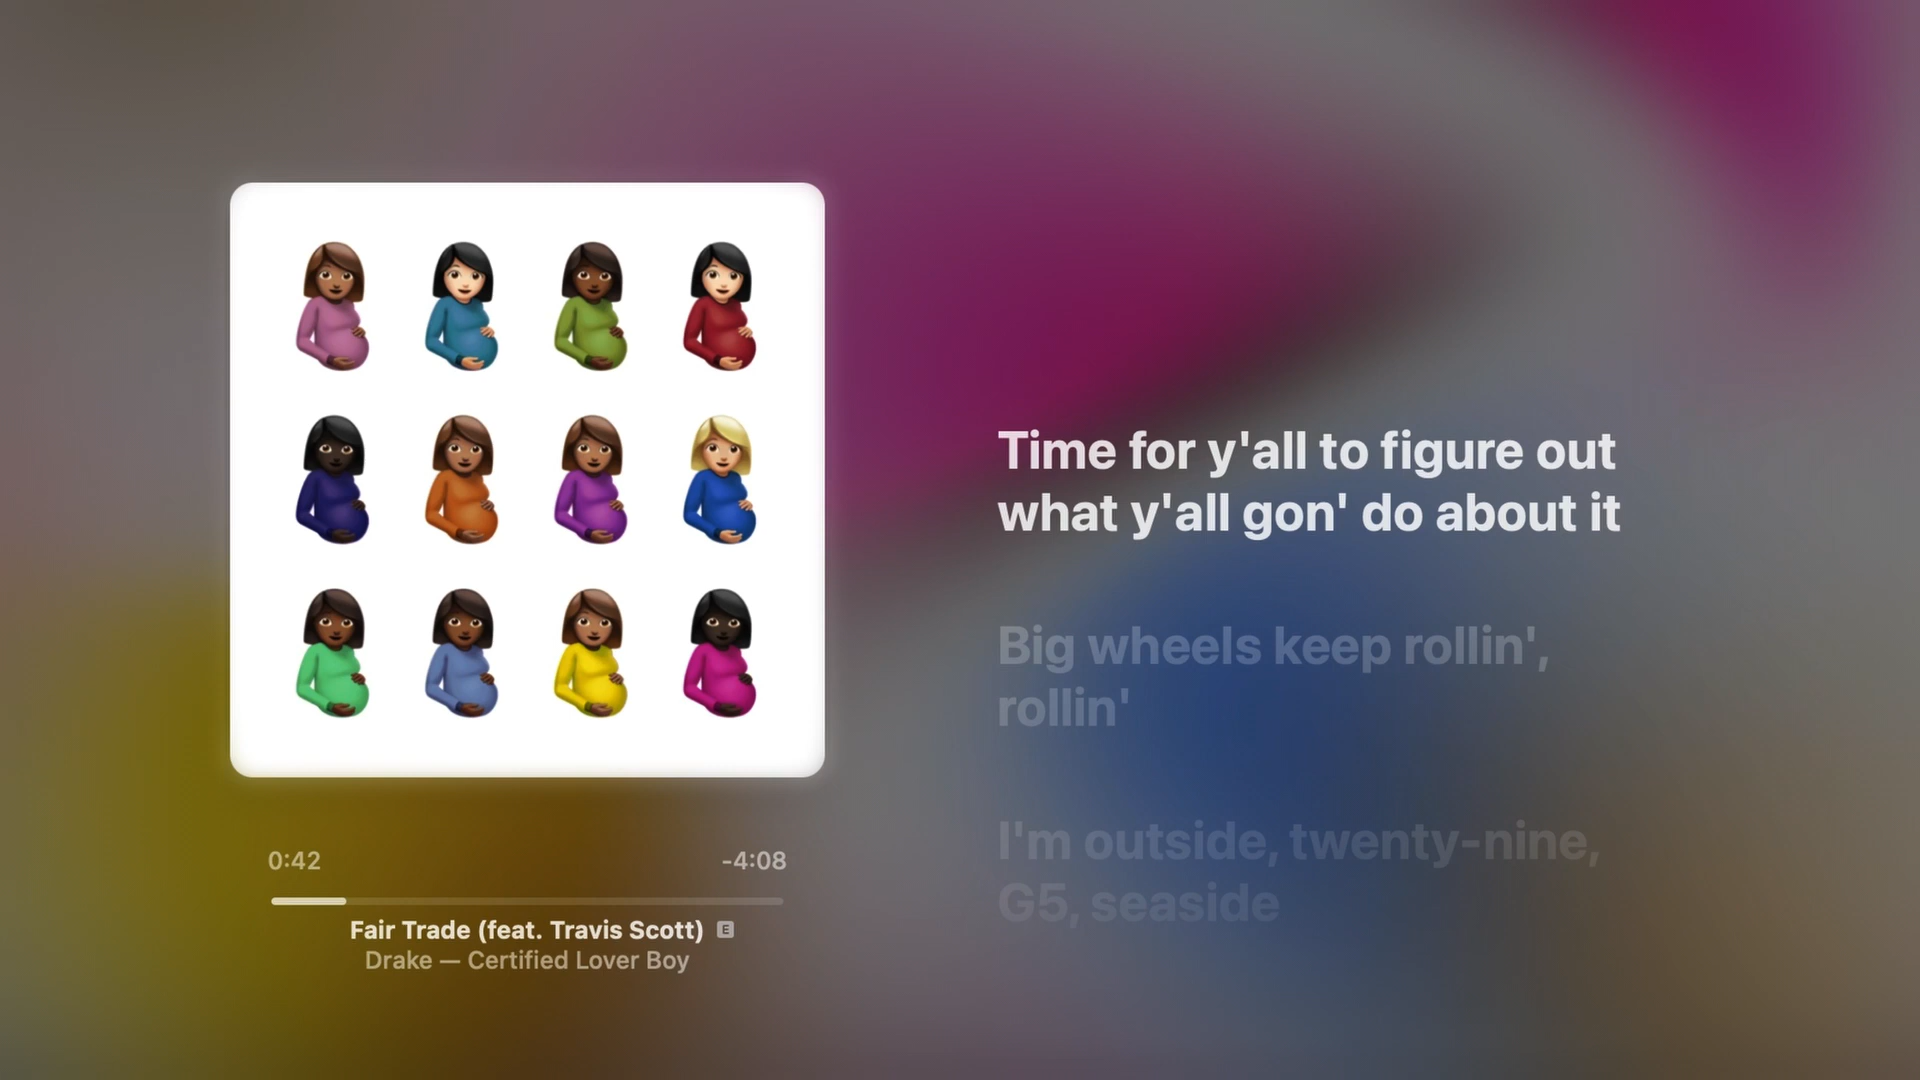 0:42
-4:08
Fair Trade (feat. Travis Scott) E
Drake — Certified Lover Boy
Time for y'all to figure out
what y'all gon' do about it
Big wheels keep rollin',
rollin'
I'm outside, twenty-nine,
G5, seaside